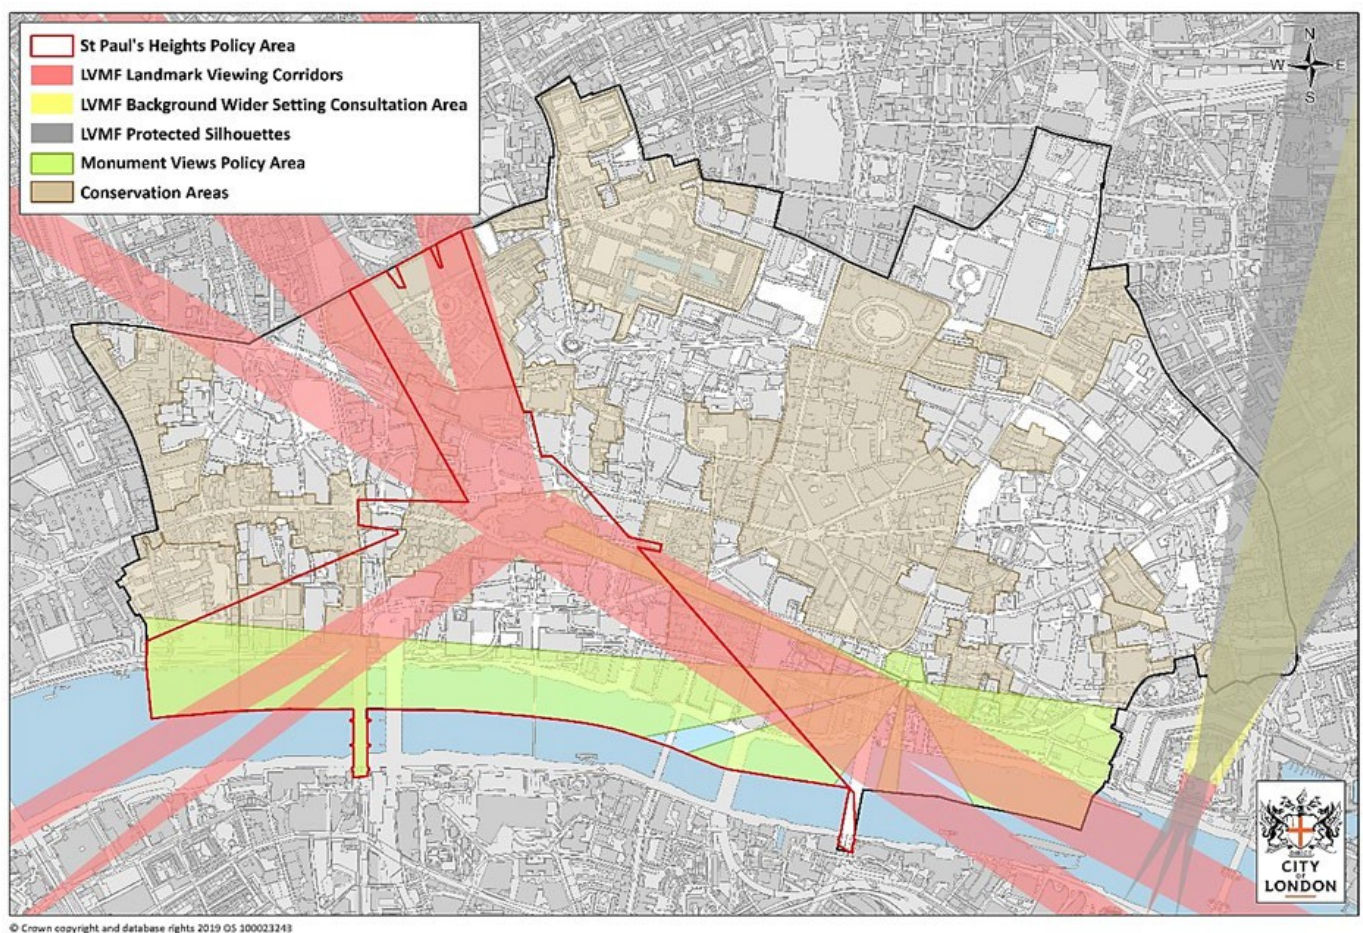 St Paul's Heights Policy Area
LVMF Landmark Viewing Corridors
LVMF Background Wider Setting Consultation Area
LVMF Protected Silhouettes
Monument Views Policy Area
Conservation Areas
N
W E
S
CITY
OF
LONDON
© Crown copyright and database rights 2019 OS 100023243